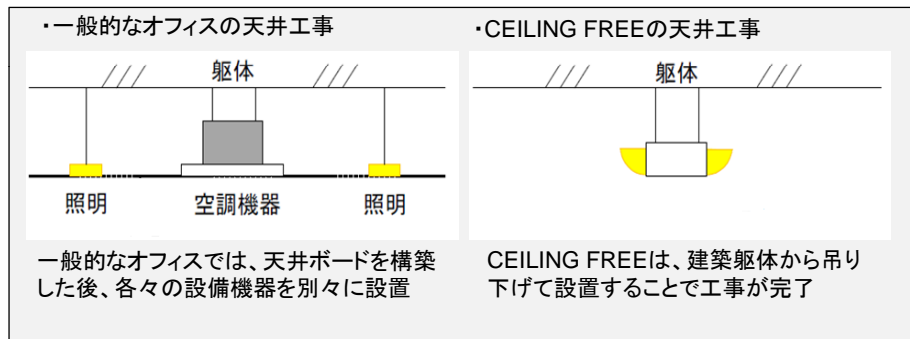 ・一般的なオフィスの天井工事
躯体
照明
空調機器
照明
一般的なオフィスでは、天井ボードを構築
した後、各々の設備機器を別々に設置
・CEILING FREEの天井工事
躯体
CEILING FREEは、建築躯体から吊り
下げて設置することで工事が完了